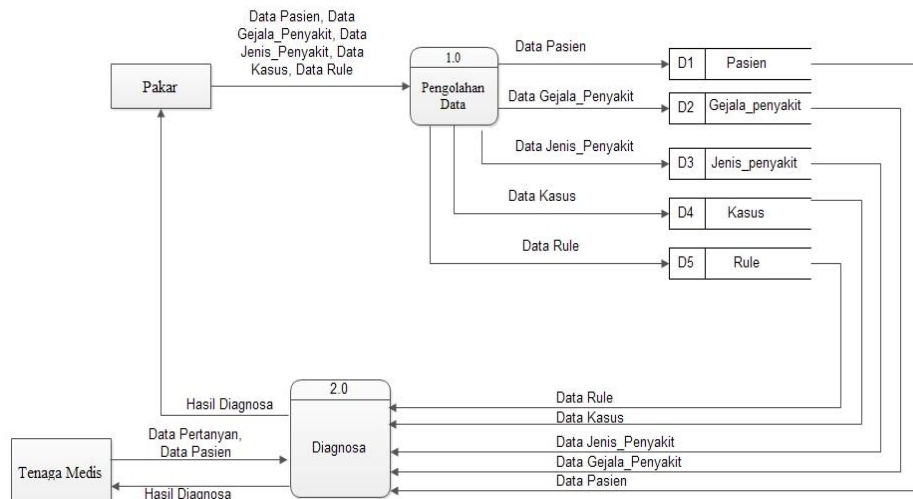 Data Pasien, Data
Gejala_Penyakit, Data
Jenis_Penyakit, Data
Kasus, Data Rule
Pakar
1.0
Pengolahan
Data
Data Pasien
D1 Pasien
Data Gejala_Penyakit
D2 Gejala_penyakit
Data Jenis_Penyakit
D3 Jenis_penyakit
Data Kasus
D4 Kasus
Data Rule
D5 Rule
2.0
Diagnosa
Hasil Diagnosa
Data Pertanyan,
Data Pasien
Tenaga Medis
Hasil Diagnosa
Data Rule
Data Kasus
Data Jenis_Penyakit
Data Gejala_Penyakit
Data Pasien